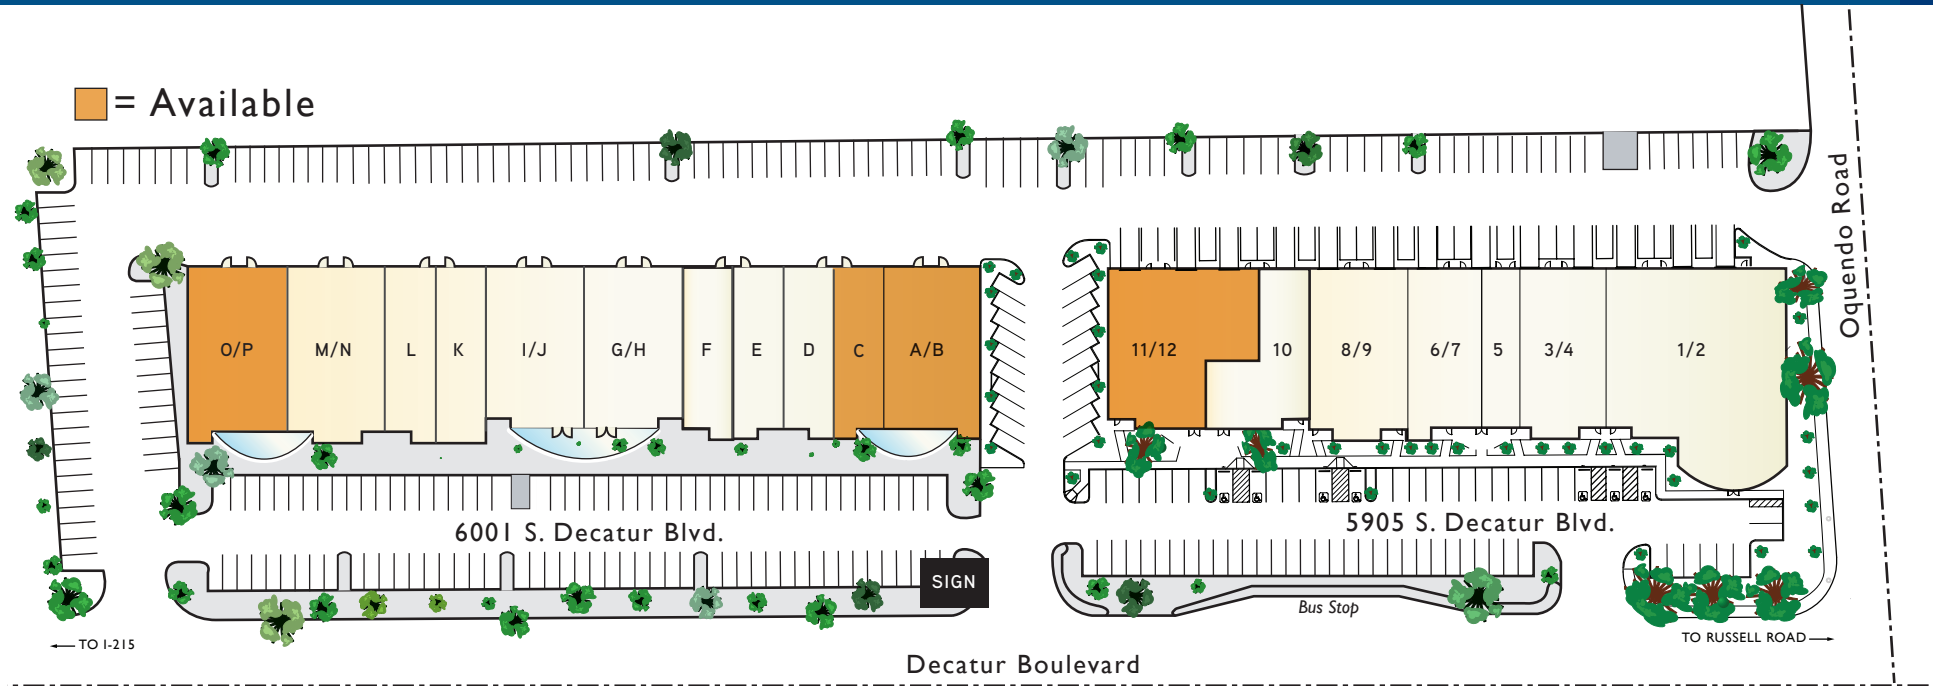 = Available
Oquendo Road
O/P
M/N
L
K
I/J
G/H
F
E
D
C
A/B
11/12
10
8/9
6/7
5
3/4
1/2
6001 S. Decatur Blvd.
5905 S. Decatur Blvd.
SIGN
Bus Stop
TO I-215
TO RUSSELL ROAD
Decatur Boulevard